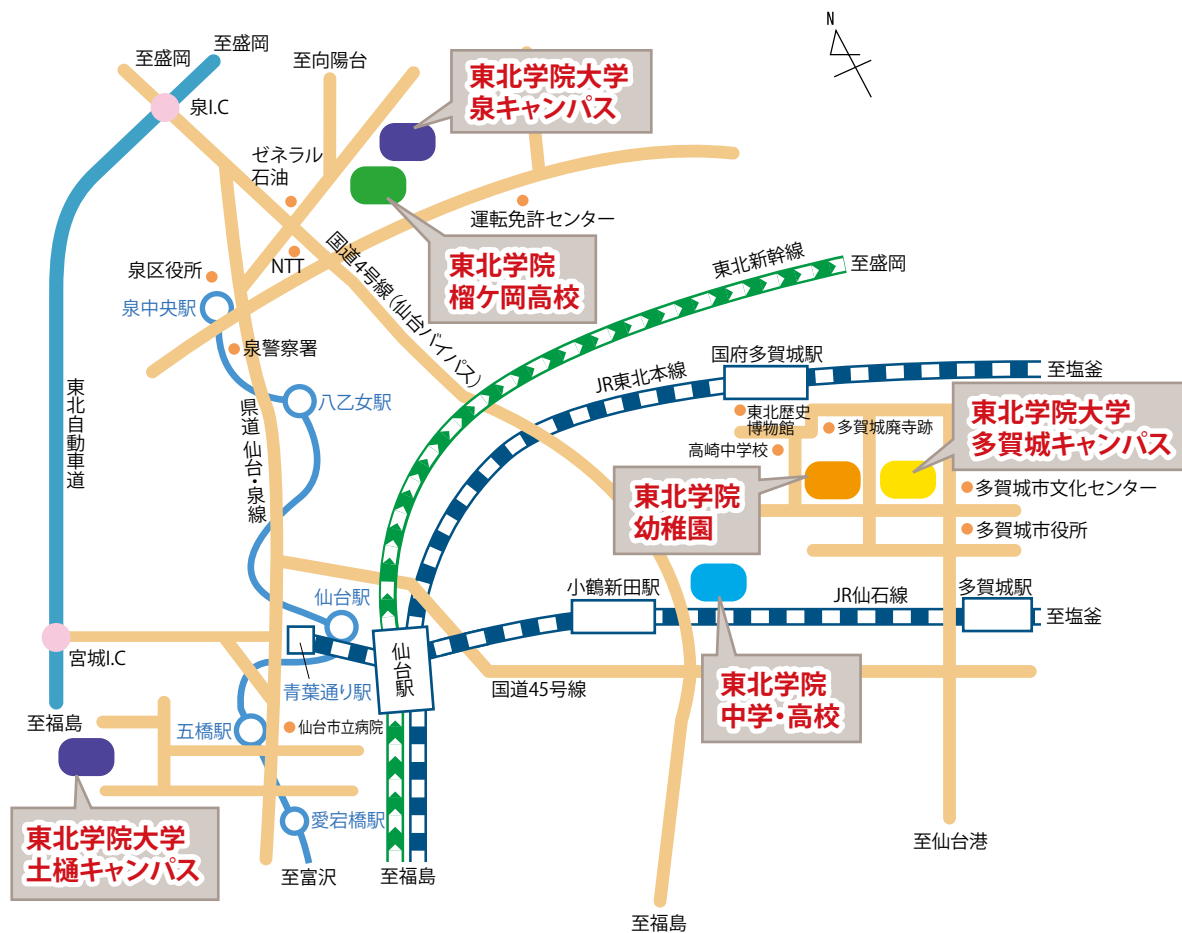 N
至盛岡
至盛岡
至向陽台
東北学院大学
泉キャンパス
泉I.C
ゼネラル
石油
運転免許センター
国道4号線（仙台バイパス）
東北学院
榴ケ岡高校
東北新幹線
至盛岡
NTT
泉区役所
泉中央駅
泉警察署
国府多賀城駅
JR東北本線
至塩釜
東北自動車道
県道 仙台・泉線
八乙女駅
東北歴史
博物館
多賀城廃寺跡
高崎中学校
東北学院大学
多賀城キャンパス
東北学院
幼稚園
多賀城市文化センター
多賀城市役所
仙台駅
小鶴新田駅
JR仙石線
多賀城駅
至塩釜
宮城I.C
仙台駅
青葉通り駅
国道45号線
東北学院
中学・高校
至福島
五橋駅
仙台市立病院
東北学院大学
土樋キャンパス
愛宕橋駅
至仙台港
至富沢
至福島
至福島